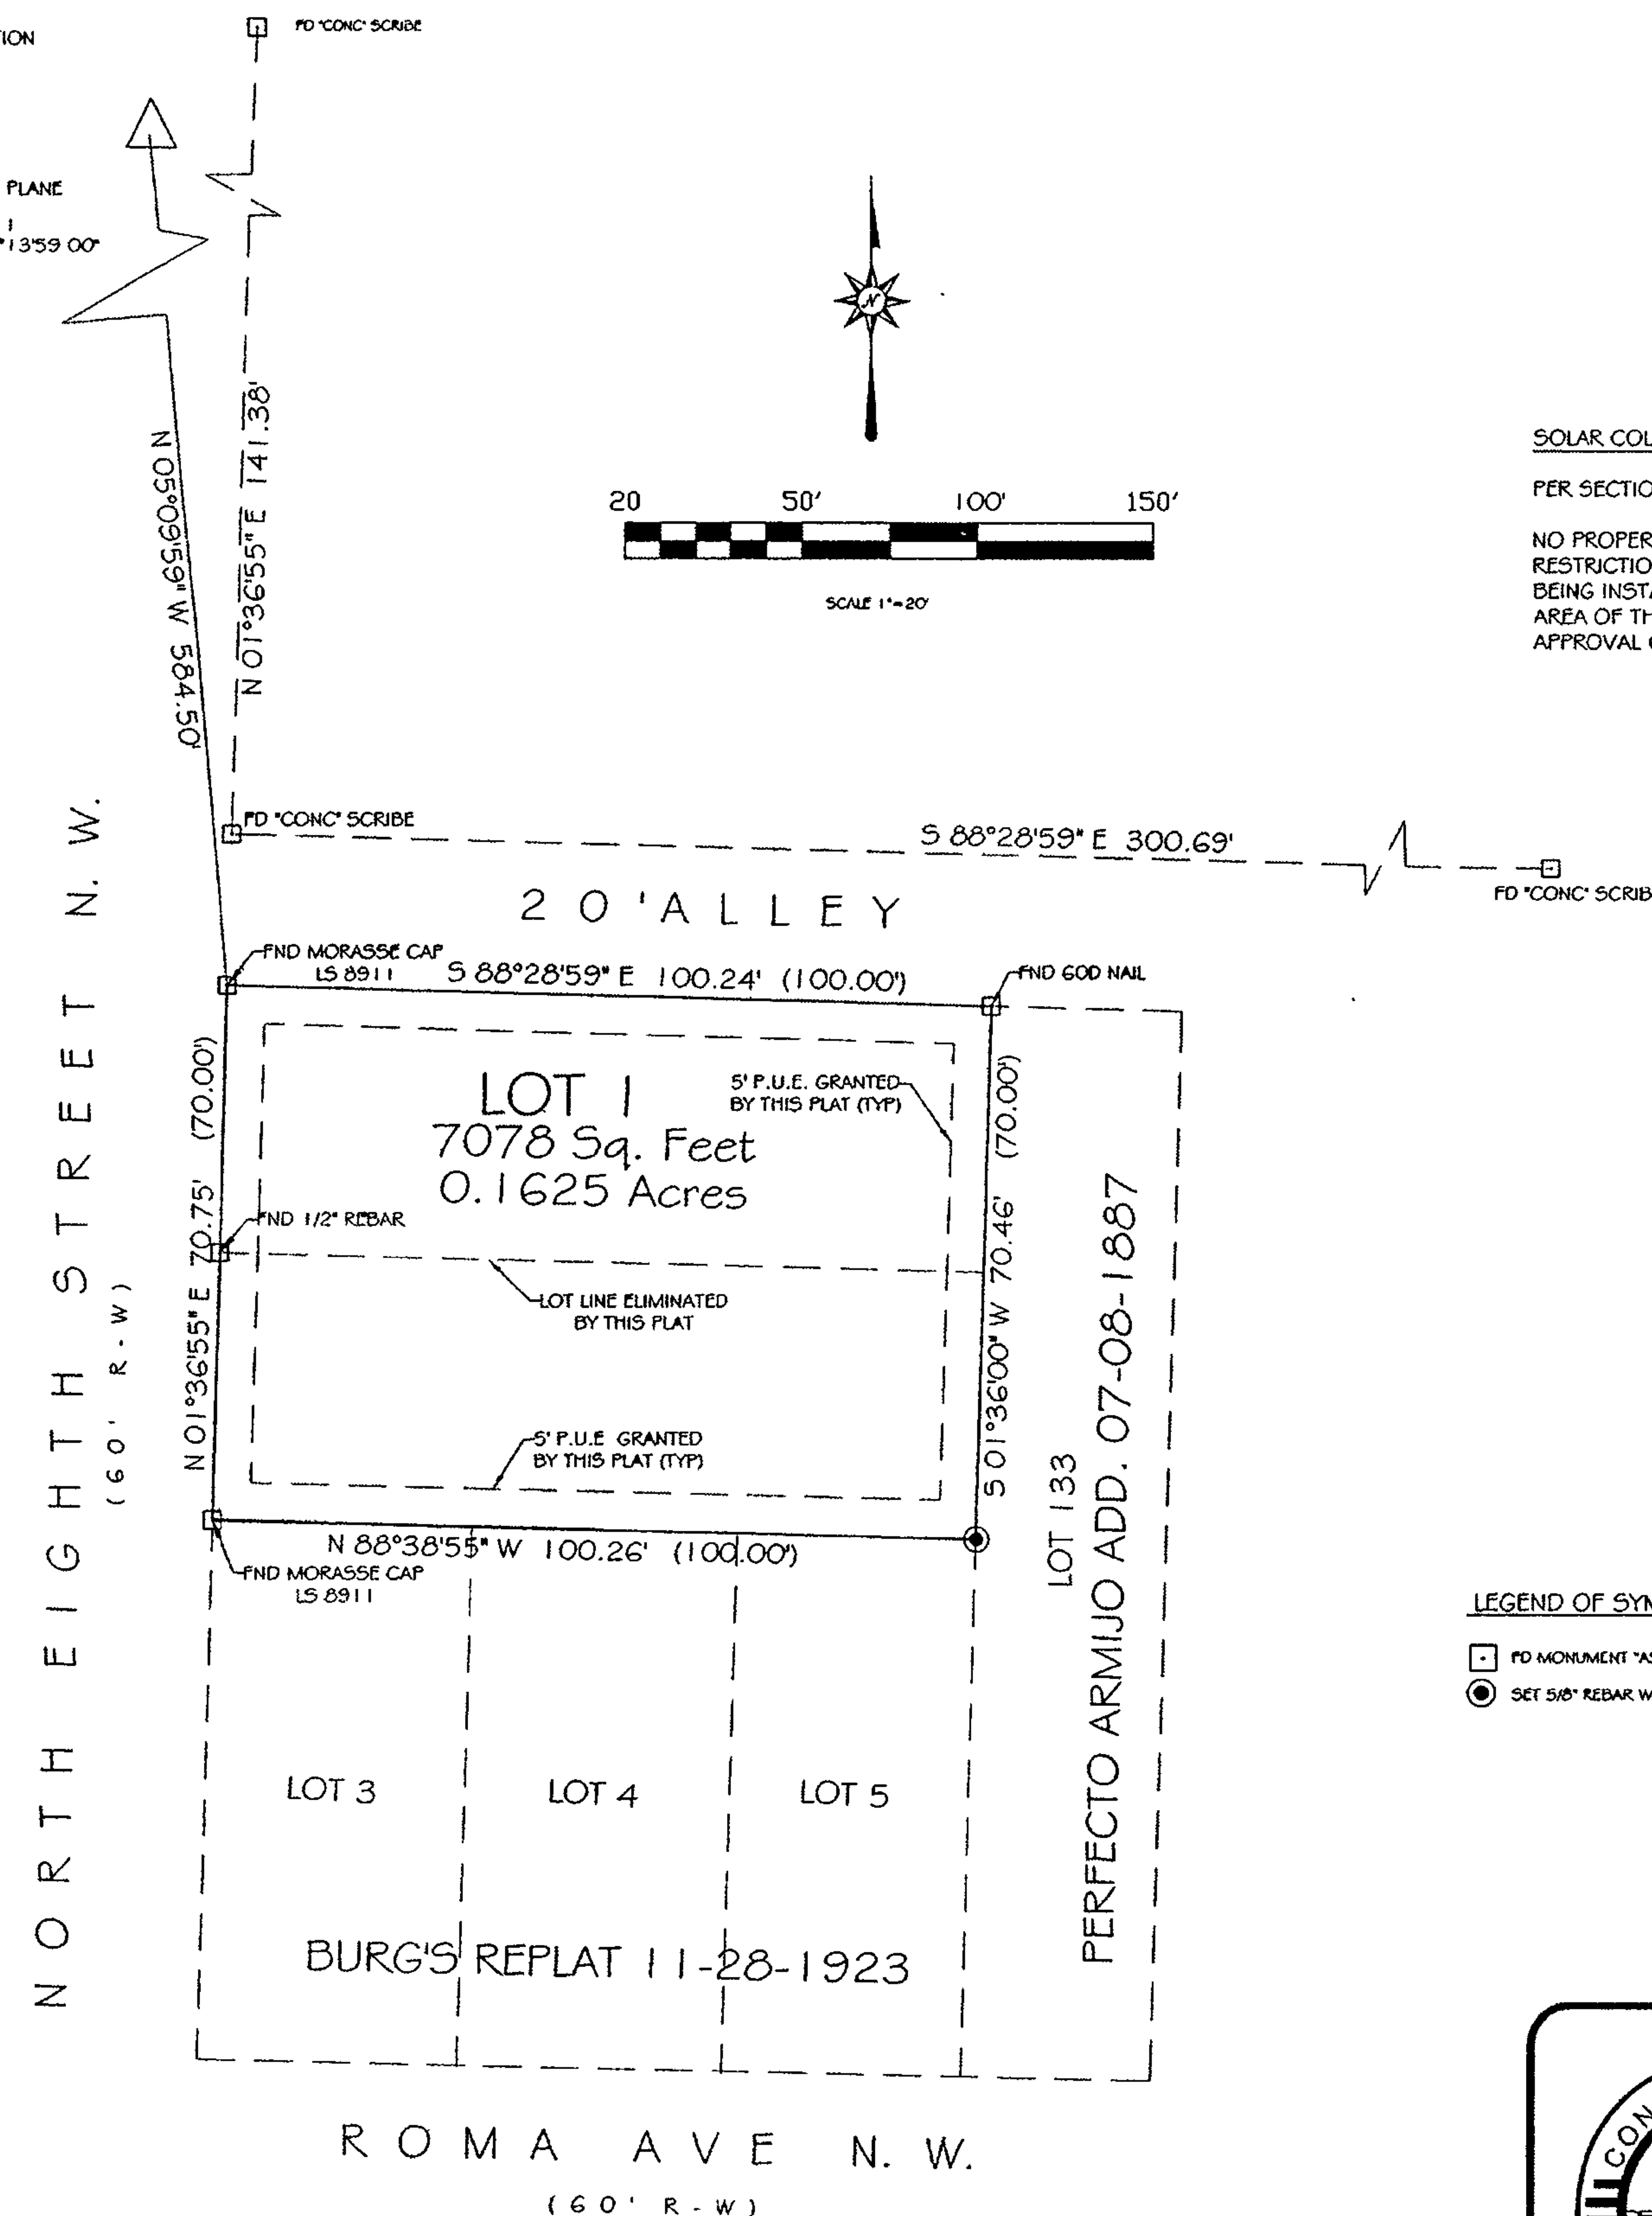 TION
FD "CONC" SCRIBE
PLANE
1
°13'59 00"
N 05°09'59" W 584.50'
N 01°36'55" E 141.38'
N
20 50' 100' 150'
SCALE 1"=20'
SOLAR COL
PER SECTIO
NO PROPER
RESTRICTIO
BEING INSTA
AREA OF TH
APPROVAL
FD "CONC" SCRIBE
S 88°28'59" E 300.69'
FD "CONC" SCRIB
20' ALLEY
FND MORASSE CAP
LS 8911
S 88°28'59" E 100.24' (100.00')
FND 60D NAIL
LOT 1
7078 Sq. Feet
0.1625 Acres
5' P.U.E. GRANTED
BY THIS PLAT (TYP)
N 01°36'55" E 70.75' (70.00')
FND 1/2" REBAR
LOT LINE ELIMINATED
BY THIS PLAT
S 01°36'00" W 70.46' (70.00')
5' P.U.E GRANTED
BY THIS PLAT (TYP)
N 88°38'55" W 100.26' (100.00')
FND MORASSE CAP
LS 8911
NORTH EIGHTH STREET N. W.
(60' R-W)
LOT 133
PERFECTO ARMIJO ADD. 07-08-1887
LEGEND OF SYM
FD MONUMENT "AS
SET 5/8" REBAR W
LOT 3
LOT 4
LOT 5
BURG'S REPLAT 11-28-1923
ROMA AVE N. W.
(60' R-W)
CON